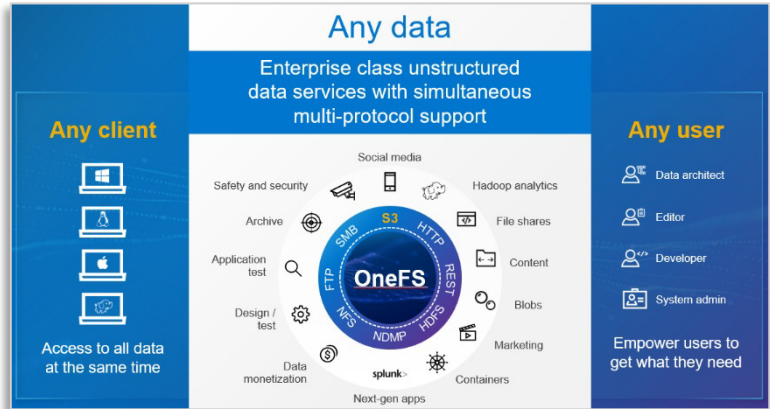 Any data
Enterprise class unstructured
data services with simultaneous
multi-protocol support
Any client
Access to all data
at the same time
Social media
Safety and security
Hadoop analytics
Archive
File shares
Application
test
Content
Design /
test
Blobs
Data
monetization
Marketing
Containers
splunk>
Next-gen apps
S3
HTTP
REST
HDFS
NDMP
NFS
FTP
SMB
OneFS
Any user
Data architect
Editor
Developer
System admin
Empower users to
get what they need